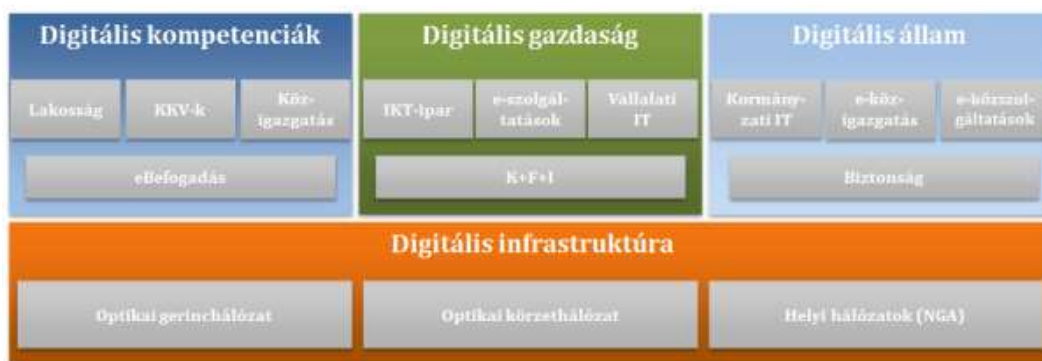 Digitális kompetenciák
Lakosság
KKV-k
Köz-
igazgatás
eBefogadás
Digitális gazdaság
IKT-ipar
e-szolgál-
tatások
Vállalati
IT
K+F+I
Digitális állam
Kormány-
zati IT
e-köz-
igazgatás
e-közszol-
gáltatások
Biztonság
Digitális infrastruktúra
Optikai gerinchálózat
Optikai körzethálózat
Helyi hálózatok (NGA)